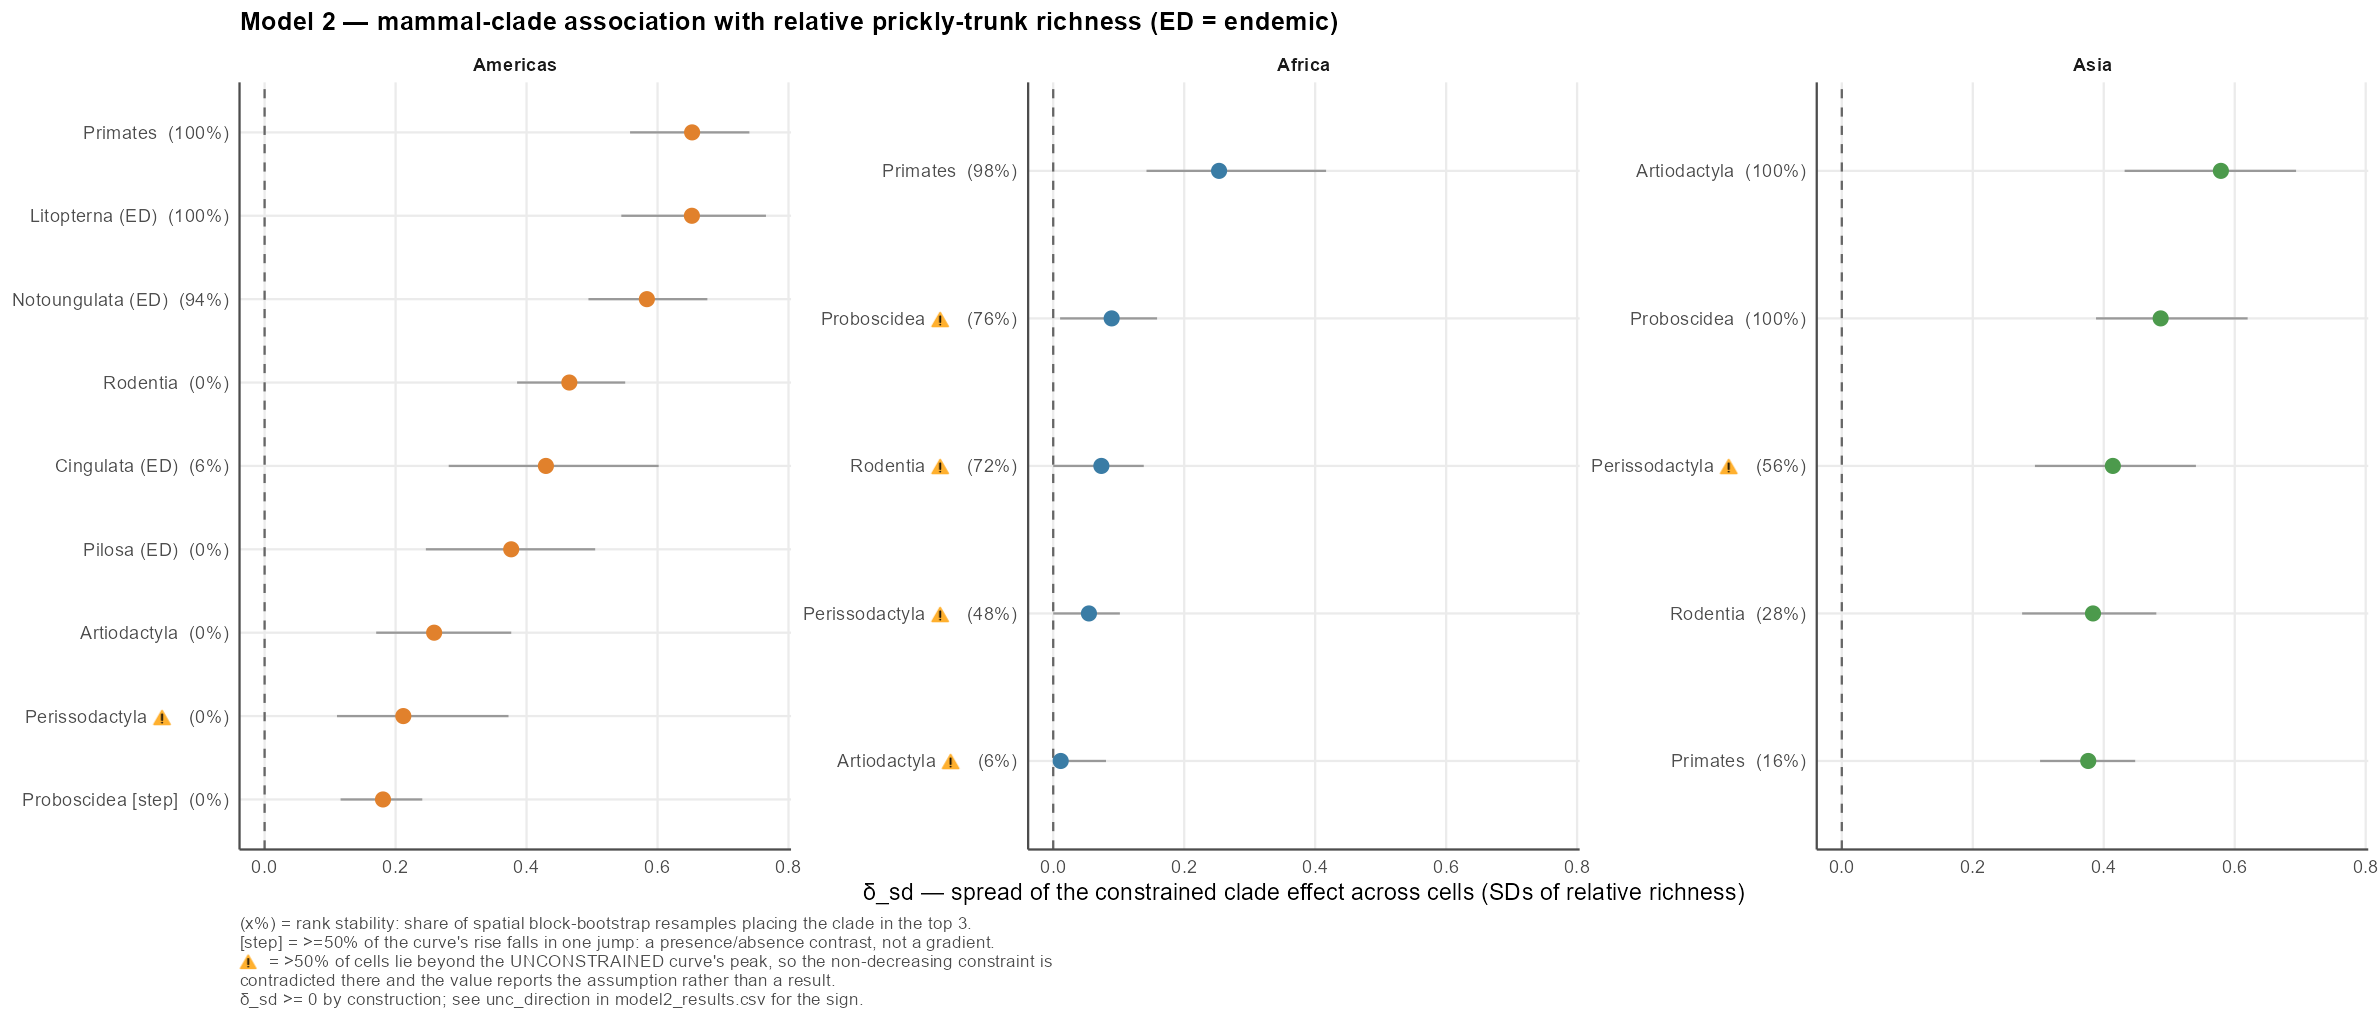 Model 2 — mammal-clade association with relative prickly-trunk richness (ED = endemic)
Americas
Primates (100%)
Litopterna (ED) (100%)
Notoungulata (ED) (94%)
Rodentia (0%)
Cingulata (ED) (6%)
Pilosa (ED) (0%)
Artiodactyla (0%)
Perissodactyla ⚠ (0%)
Proboscidea [step] (0%)
0.0 0.2 0.4 0.6 0.8
Africa
Primates (98%)
Proboscidea ⚠ (76%)
Rodentia ⚠ (72%)
Perissodactyla ⚠ (48%)
Artiodactyla ⚠ (6%)
0.0 0.2 0.4 0.6 0.8
Asia
Artiodactyla (100%)
Proboscidea (100%)
Perissodactyla ⚠ (56%)
Rodentia (28%)
Primates (16%)
0.0 0.2 0.4 0.6 0.8
δ_sd — spread of the constrained clade effect across cells (SDs of relative richness)
(x%) = rank stability: share of spatial block-bootstrap resamples placing the clade in the top 3.
[step] = >=50% of the curve's rise falls in one jump: a presence/absence contrast, not a gradient.
⚠ = >50% of cells lie beyond the UNCONSTRAINED curve's peak, so the non-decreasing constraint is
contradicted there and the value reports the assumption rather than a result.
δ_sd >= 0 by construction; see unc_direction in model2_results.csv for the sign.